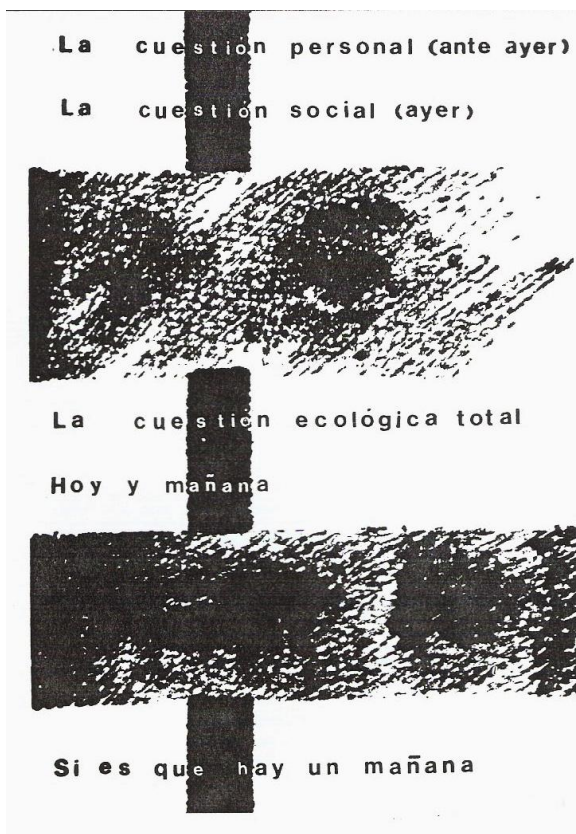 La cuestión personal (ante ayer)
La cuestión social (ayer)
La cuestión ecológica total
Hoy y mañana
Si es que hay un mañana